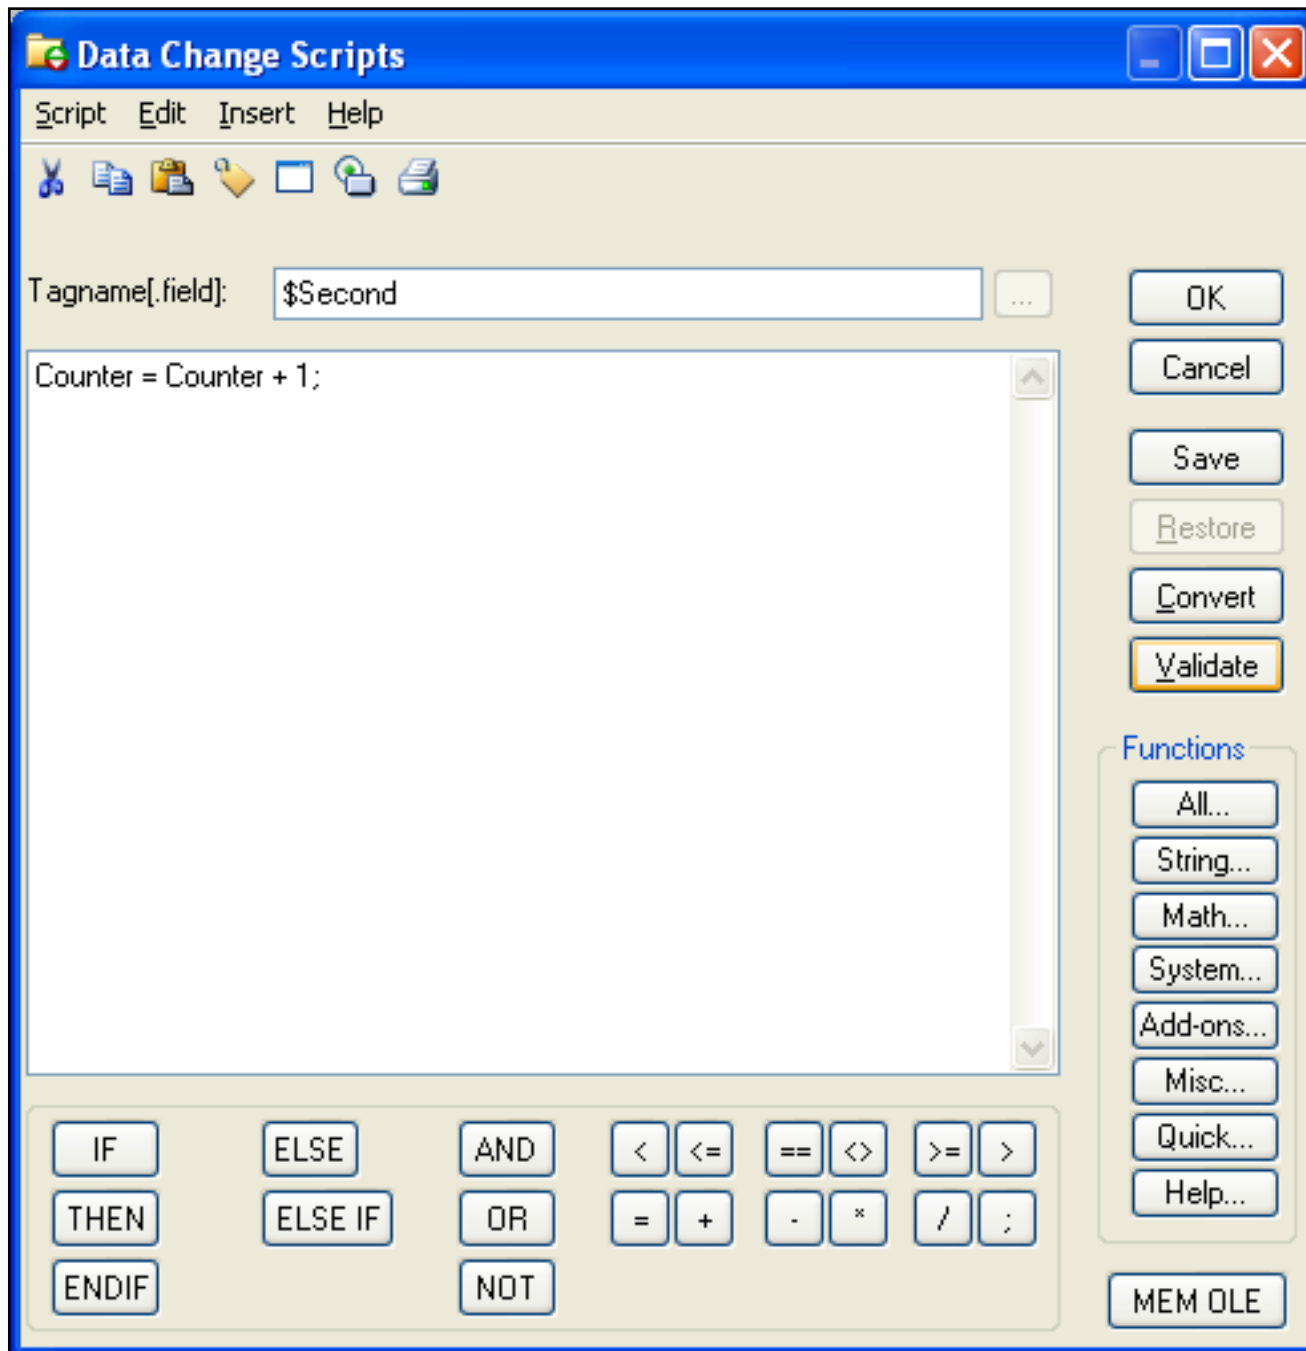 Data Change Scripts
Script Edit Insert Help
Tagname[.field]: $Second ... OK
Counter = Counter + 1;
Cancel
Save
Restore
Convert
Validate
Functions
All...
String...
Math...
System...
Add-ons...
Misc...
Quick...
Help...
IF ELSE AND < <= == <> >= >
THEN ELSE IF OR = + - * / ;
ENDIF NOT
MEM OLE